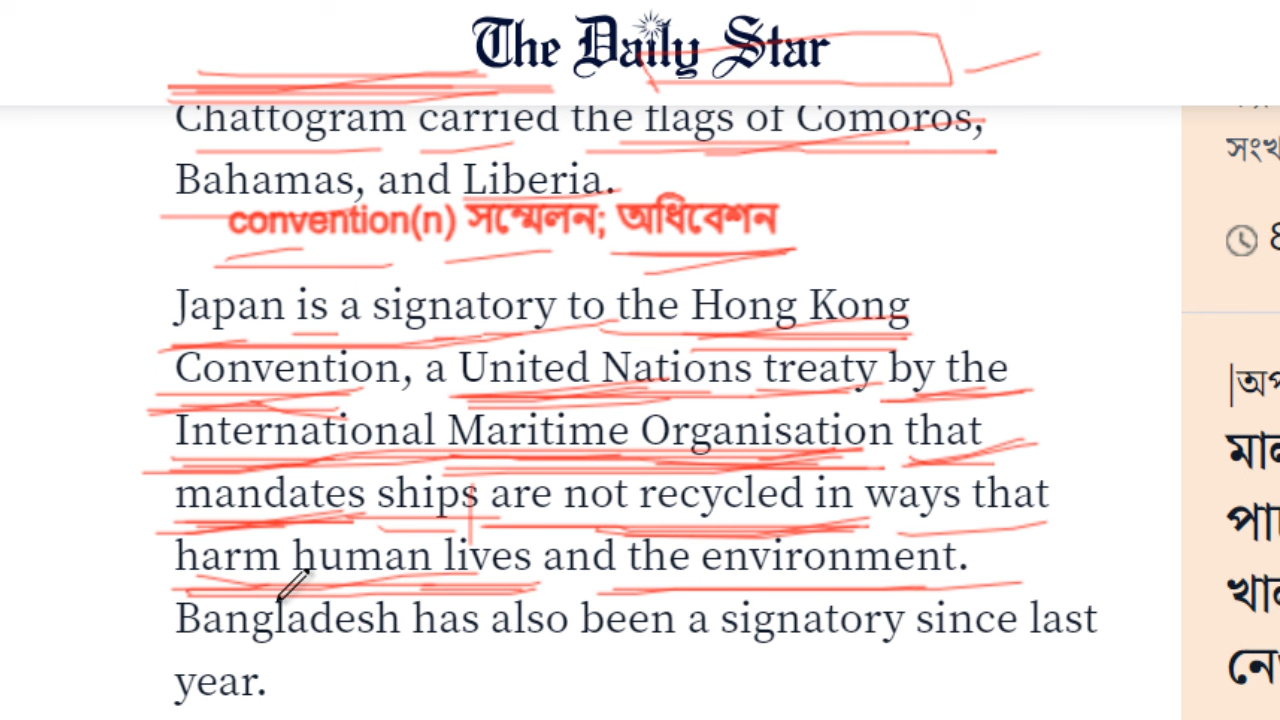 The Daily Star
Chattogram carried the flags of Comoros,
Bahamas, and Liberia.
convention(n) সম্মেলন; অধিবেশন
Japan is a signatory to the Hong Kong
Convention, a United Nations treaty by the
International Maritime Organisation that
mandates ships are not recycled in ways that
harm human lives and the environment.
Bangladesh has also been a signatory since last
year.